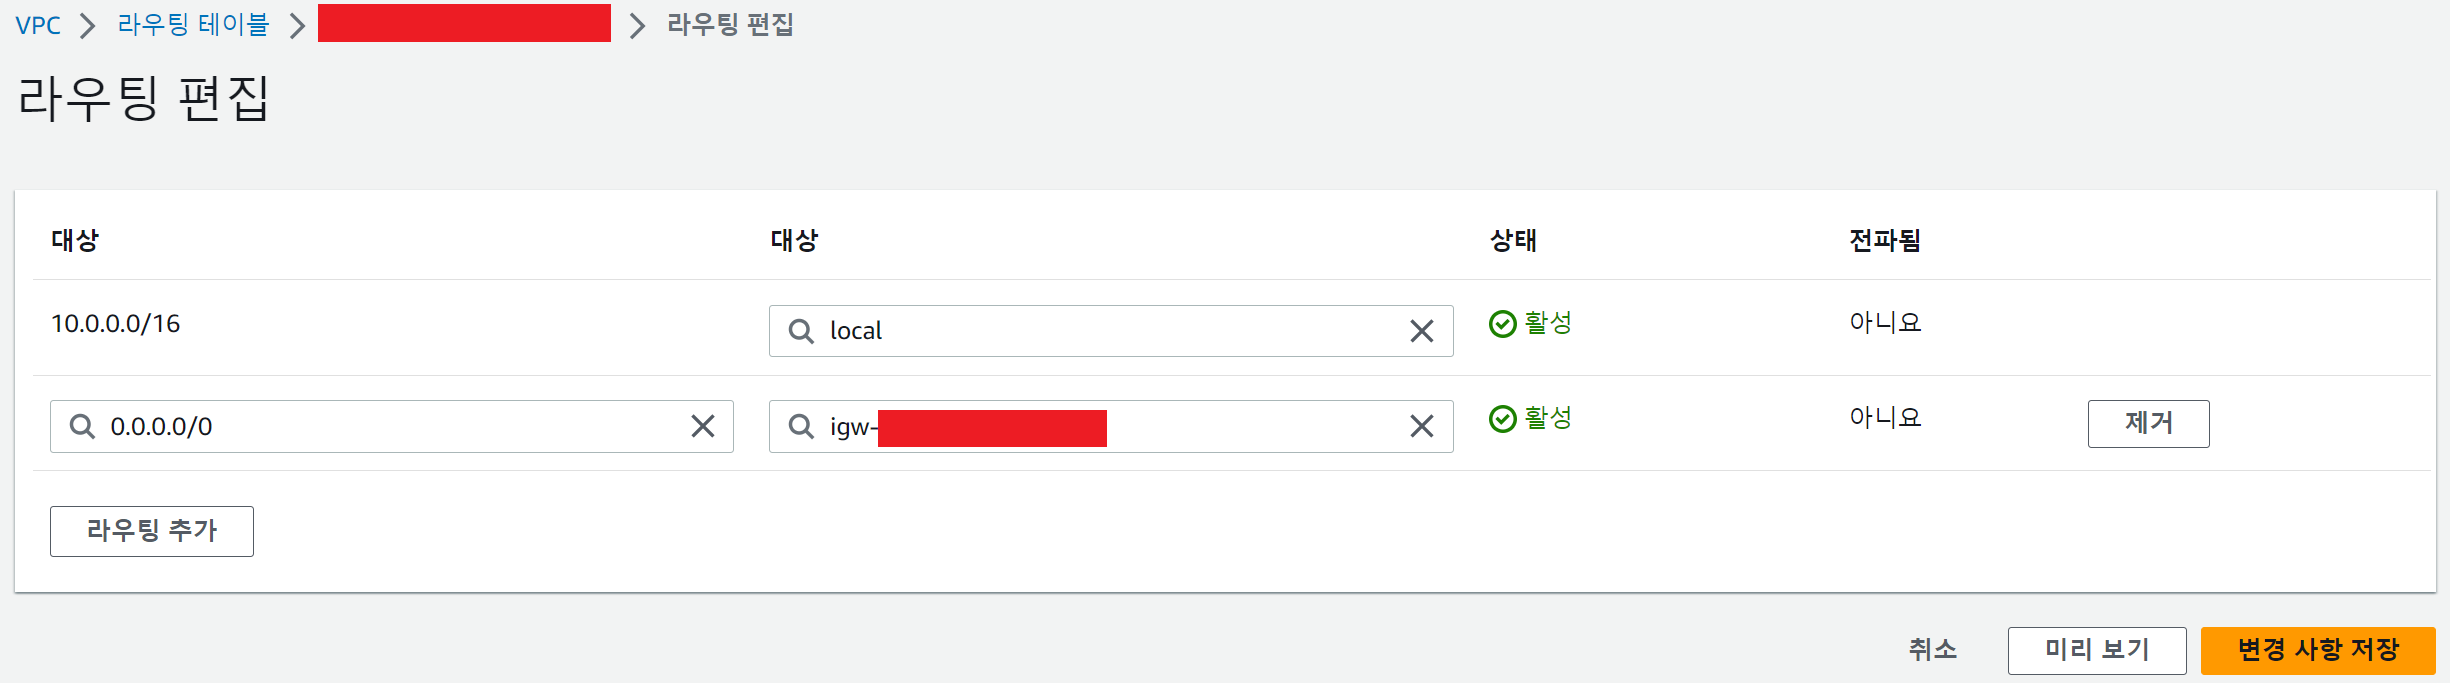 VPC > 라우팅 테이블 > > 라우팅 편집
라우팅 편집
대상 대상 상태 전파됨
10.0.0.0/16 local 활성 아니요
0.0.0.0/0 igw- 활성 아니요 제거
라우팅 추가
취소 미리 보기 변경 사항 저장